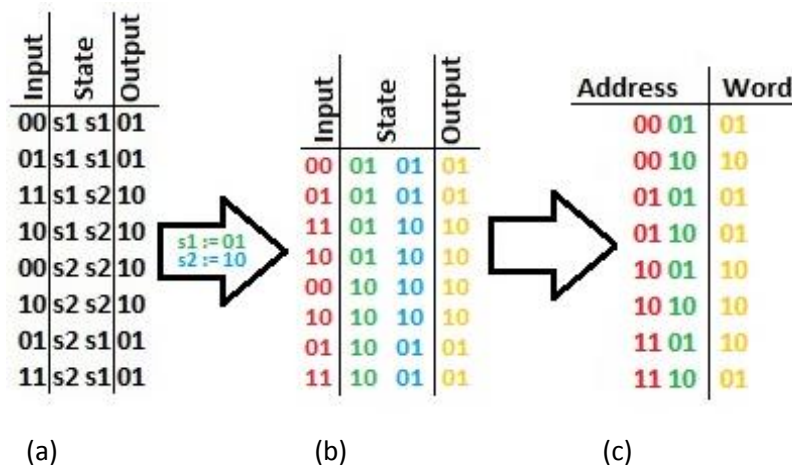 Input State Output
00 s1 s1 01
01 s1 s1 01
11 s1 s2 10
10 s1 s2 10
00 s2 s2 10
10 s2 s2 10
01 s2 s1 01
11 s2 s1 01
s1 := 01
s2 := 10
Input State Output
00 01 01 01
01 01 01 01
11 01 10 10
10 01 10 10
00 10 10 10
10 10 10 10
01 10 01 01
11 10 01 01
Address Word
00 01 01
00 10 10
01 01 01
01 10 01
10 01 10
10 10 10
11 01 10
11 10 01
(a) (b) (c)